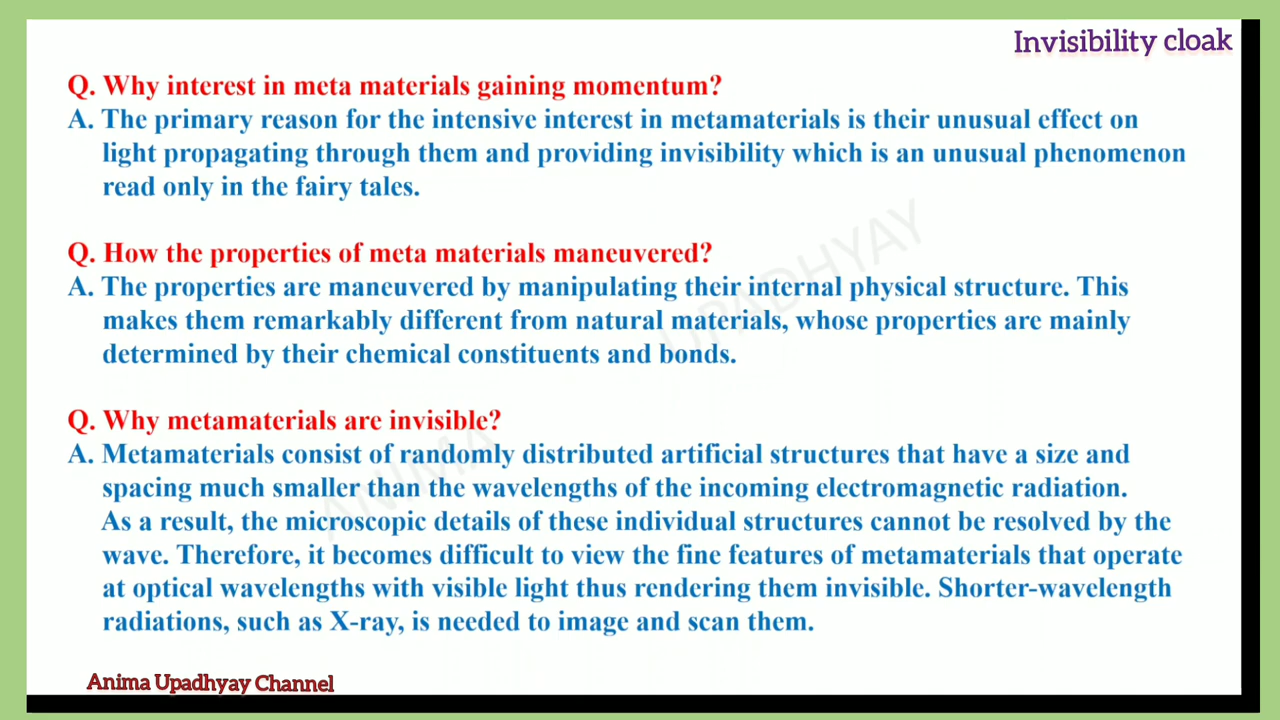 Invisibility cloak
Q. Why interest in meta materials gaining momentum?
A. The primary reason for the intensive interest in metamaterials is their unusual effect on
light propagating through them and providing invisibility which is an unusual phenomenon
read only in the fairy tales.
Q. How the properties of meta materials maneuvered?
A. The properties are maneuvered by manipulating their internal physical structure. This
makes them remarkably different from natural materials, whose properties are mainly
determined by their chemical constituents and bonds.
Q. Why metamaterials are invisible?
A. Metamaterials consist of randomly distributed artificial structures that have a size and
spacing much smaller than the wavelengths of the incoming electromagnetic radiation.
As a result, the microscopic details of these individual structures cannot be resolved by the
wave. Therefore, it becomes difficult to view the fine features of metamaterials that operate
at optical wavelengths with visible light thus rendering them invisible. Shorter-wavelength
radiations, such as X-ray, is needed to image and scan them.
ANIMA UPADHYAY
Anima Upadhyay Channel